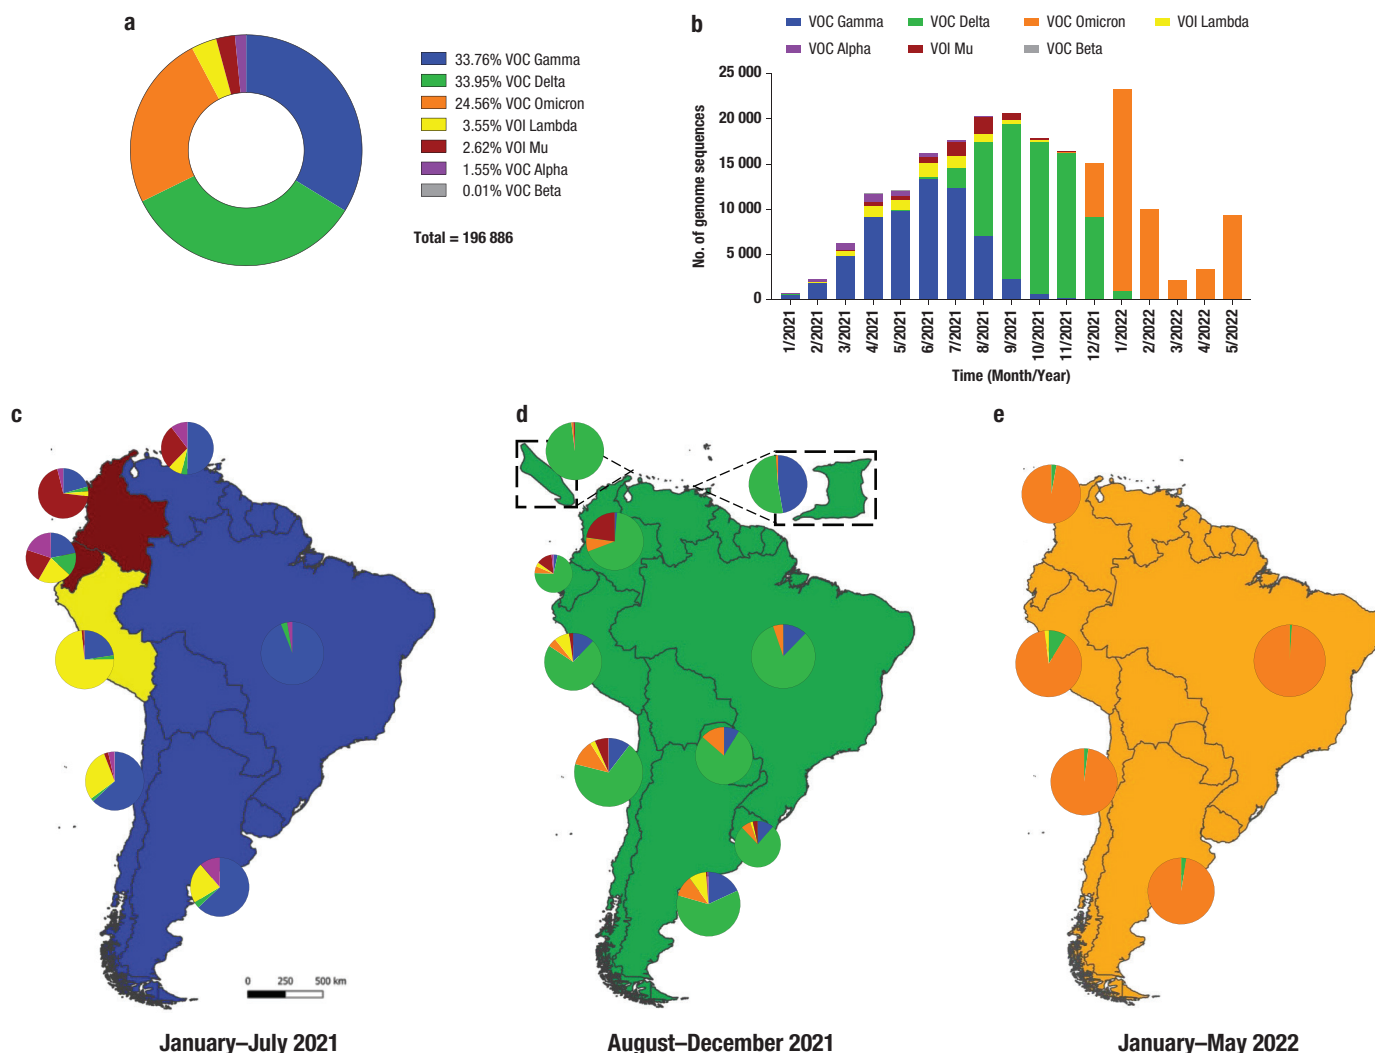 a
33.76% VOC Gamma
33.95% VOC Delta
24.56% VOC Omicron
3.55% VOI Lambda
2.62% VOI Mu
1.55% VOC Alpha
0.01% VOC Beta
Total = 196 886
b
VOC Gamma VOC Delta VOC Omicron VOI Lambda
VOC Alpha VOI Mu VOC Beta
No. of genome sequences
25 000
20 000
15 000
10 000
5 000
0
1/2021 2/2021 3/2021 4/2021 5/2021 6/2021 7/2021 8/2021 9/2021 10/2021 11/2021 12/2021 1/2022 2/2022 3/2022 4/2022 5/2022
Time (Month/Year)
c
0 250 500 km
January–July 2021
d
August–December 2021
e
January–May 2022